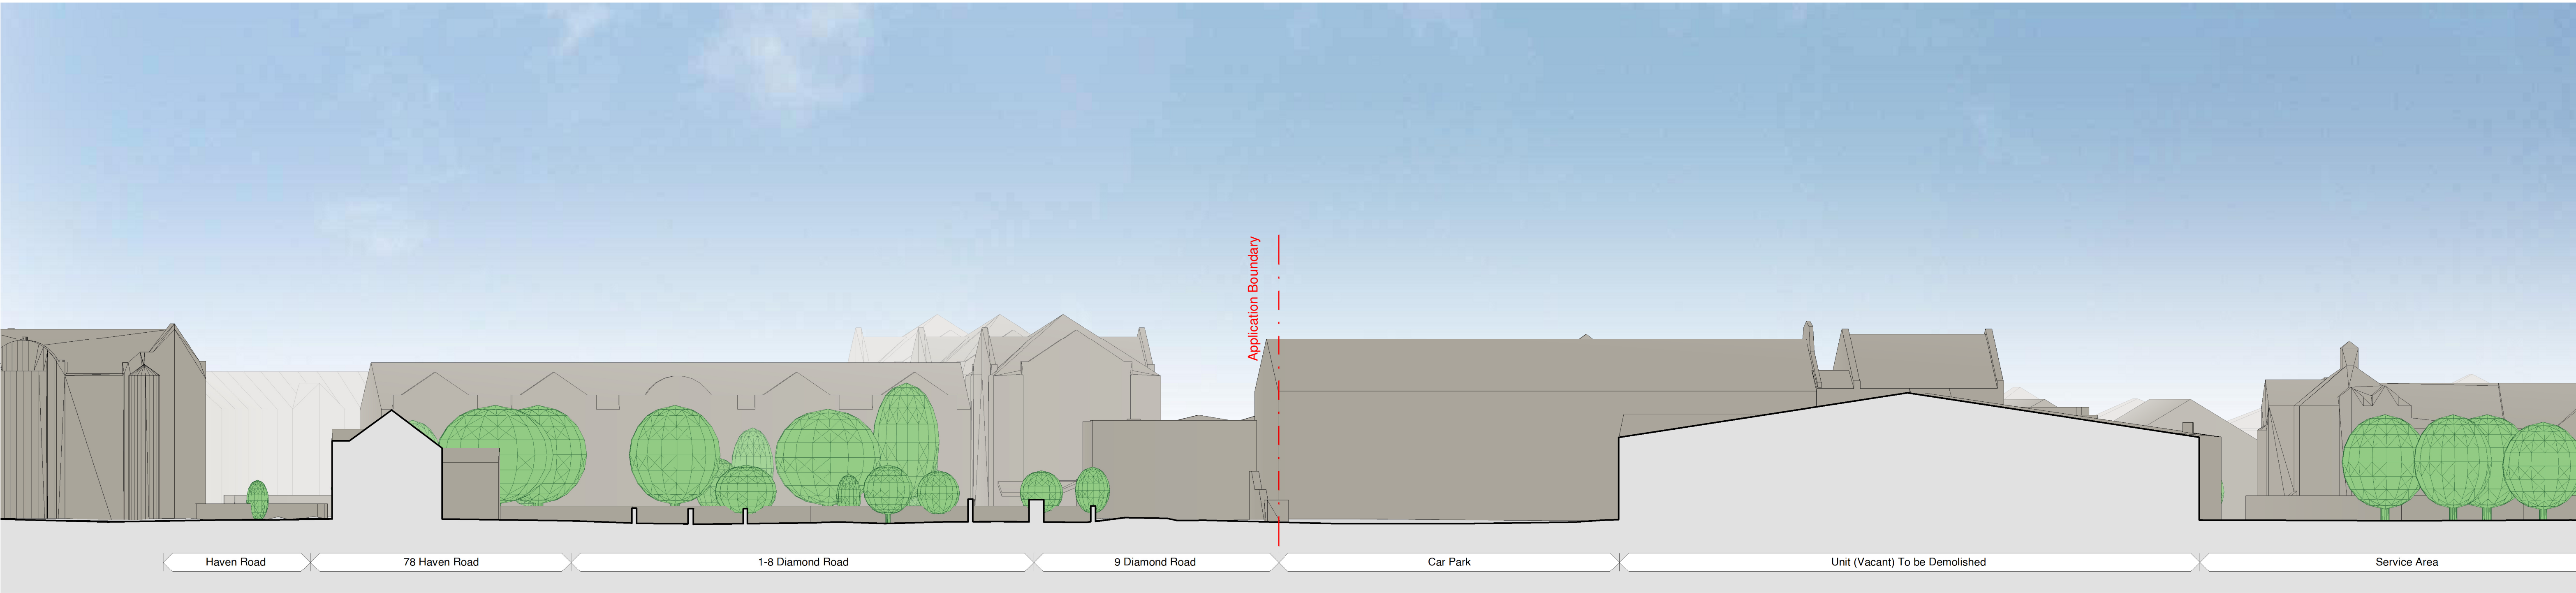 Application Boundary
Haven Road
78 Haven Road
1-8 Diamond Road
9 Diamond Road
Car Park
Unit (Vacant) To be Demolished
Service Area